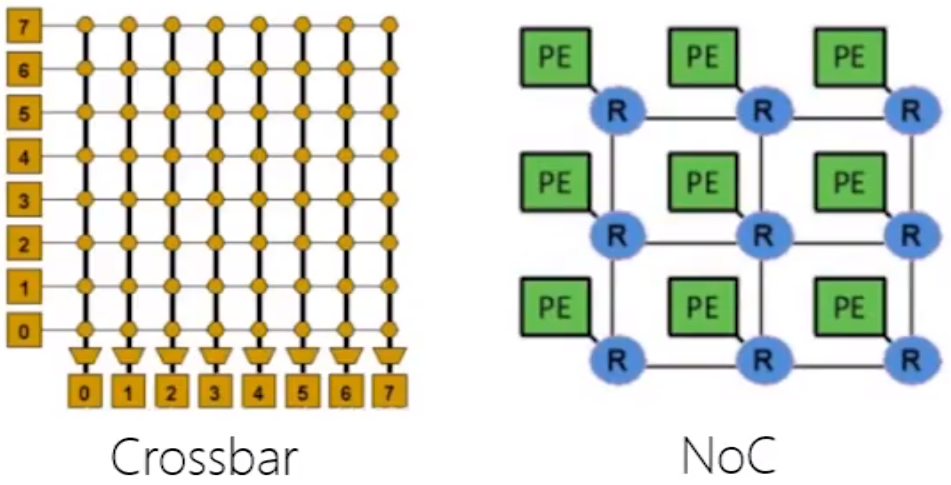 7
6
5
4
3
2
1
0
0 1 2 3 4 5 6 7
Crossbar
PE PE PE
R R R
PE PE PE
R R R
PE PE PE
R R R
NoC